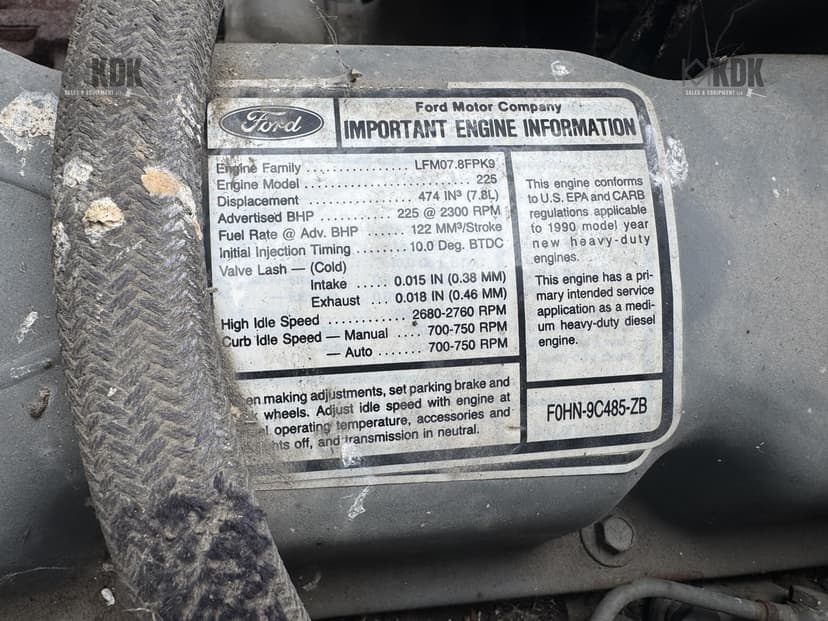 KDK
SALES & EQUIPMENT LLC
KDK
SALES & EQUIPMENT LLC
Ford
Ford Motor Company
IMPORTANT ENGINE INFORMATION
Engine Family .................. LFM07.8FPK9
Engine Model .......................... 225
Displacement ............... 474 IN³ (7.8L)
Advertised BHP .......... 225 @ 2300 RPM
Fuel Rate @ Adv. BHP ...... 122 MM³/Stroke
Initial Injection Timing ........ 10.0 Deg. BTDC
Valve Lash — (Cold)
Intake ..... 0.015 IN (0.38 MM)
Exhaust ... 0.018 IN (0.46 MM)
High Idle Speed ............. 2680-2760 RPM
Curb Idle Speed — Manual ..... 700-750 RPM
— Auto ....... 700-750 RPM
This engine conforms
to U.S. EPA and CARB
regulations applicable
to 1990 model year
new heavy-duty
engines.
This engine has a pri-
mary intended service
application as a medi-
um heavy-duty diesel
engine.
making adjustments, set parking brake and
wheels. Adjust idle speed with engine at
operating temperature, accessories and
off, and transmission in neutral.
F0HN-9C485-ZB